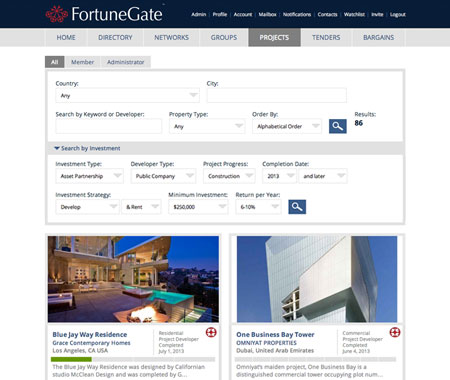 FortuneGate
Admin Profile Account Mailbox Notifications Contacts Watchlist Invite Logout
HOME DIRECTORY NETWORKS GROUPS PROJECTS TENDERS BARGAINS
All Member Administrator
Country: City:
Any
Search by Keyword or Developer: Property Type: Order By: Results:
Any Alphabetical Order 86
Search by Investment
Investment Type: Developer Type: Project Progress: Completion Date:
Asset Partnership Public Company Construction 2013 and later
Investment Strategy: Minimum Investment: Return per Year:
Develop & Rent $250,000 6-10%
Blue Jay Way Residence
Grace Contemporary Homes
Los Angeles, CA USA
Residential
Project Developer
Completed
July 1, 2013
The Blue Jay Way Residence was designed by Californian
studio McClean Design and was completed by G...
One Business Bay Tower
OMNIYAT PROPERTIES
Dubai, United Arab Emirates
Commercial
Project Developer
Completed
June 4, 2013
Omniyat's maiden project, One Business Bay is a
distinguished commercial tower occupying plot num...